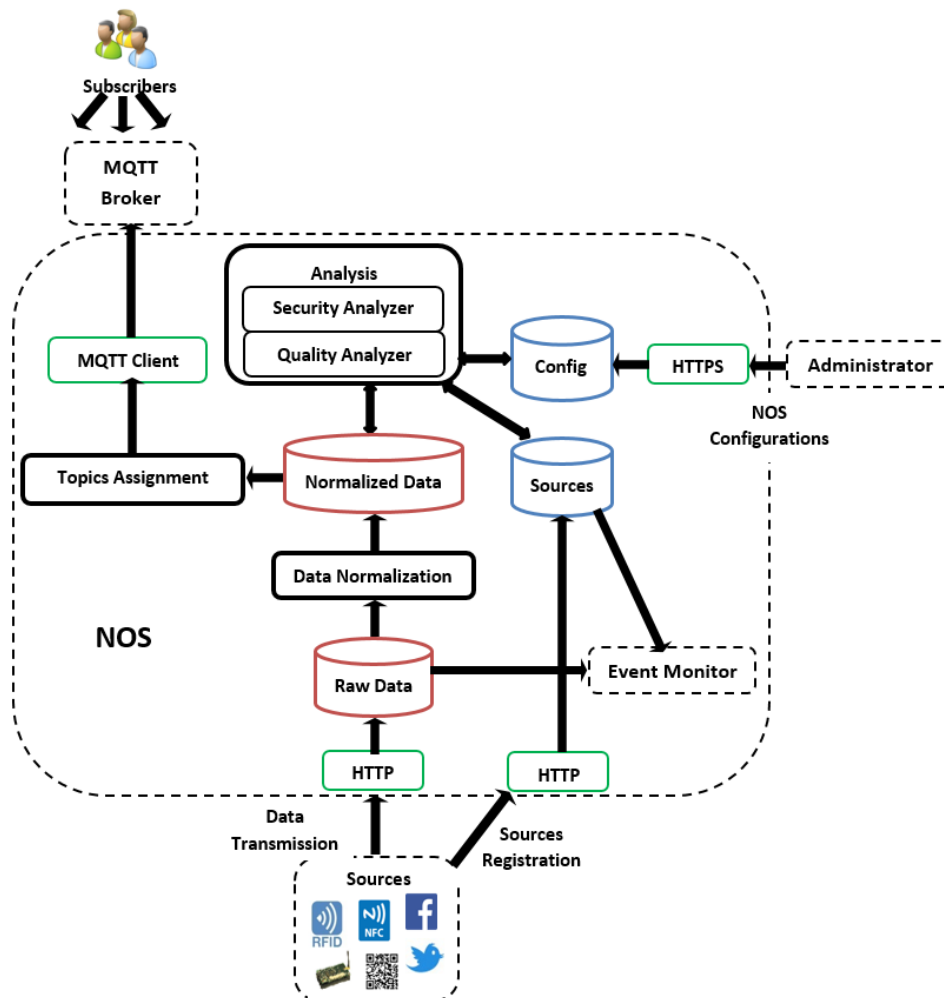 Subscribers
MQTT
Broker
Analysis
Security Analyzer
Quality Analyzer
MQTT Client
Config
HTTPS
Administrator
NOS
Configurations
Topics Assignment
Normalized Data
Sources
Data Normalization
NOS
Raw Data
Event Monitor
HTTP
HTTP
Data
Transmission
Sources
Registration
Sources
RFID
NFC